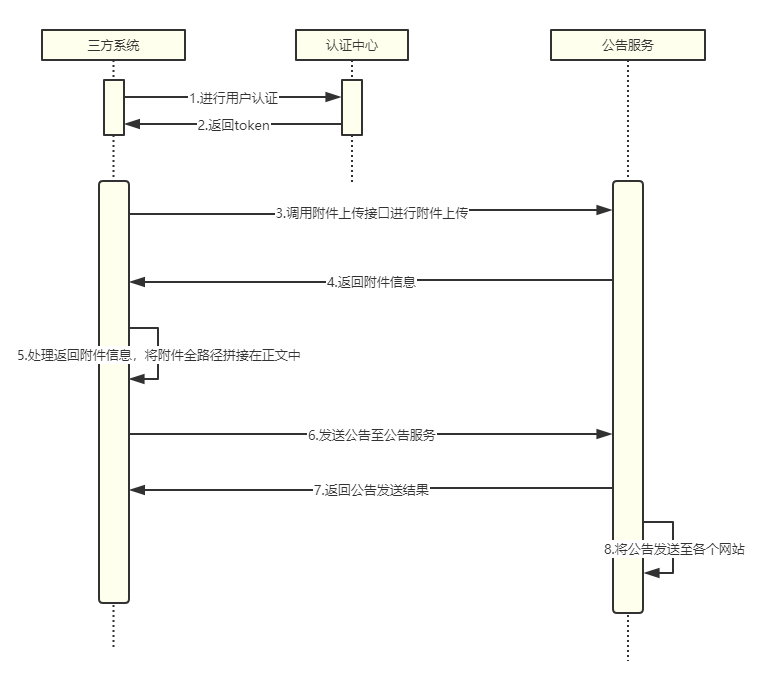 三方系统
认证中心
公告服务
1.进行用户认证
2.返回token
3.调用附件上传接口进行附件上传
4.返回附件信息
5.处理返回附件信息，将附件全路径拼接在正文中
6.发送公告至公告服务
7.返回公告发送结果
8.将公告发送至各个网站